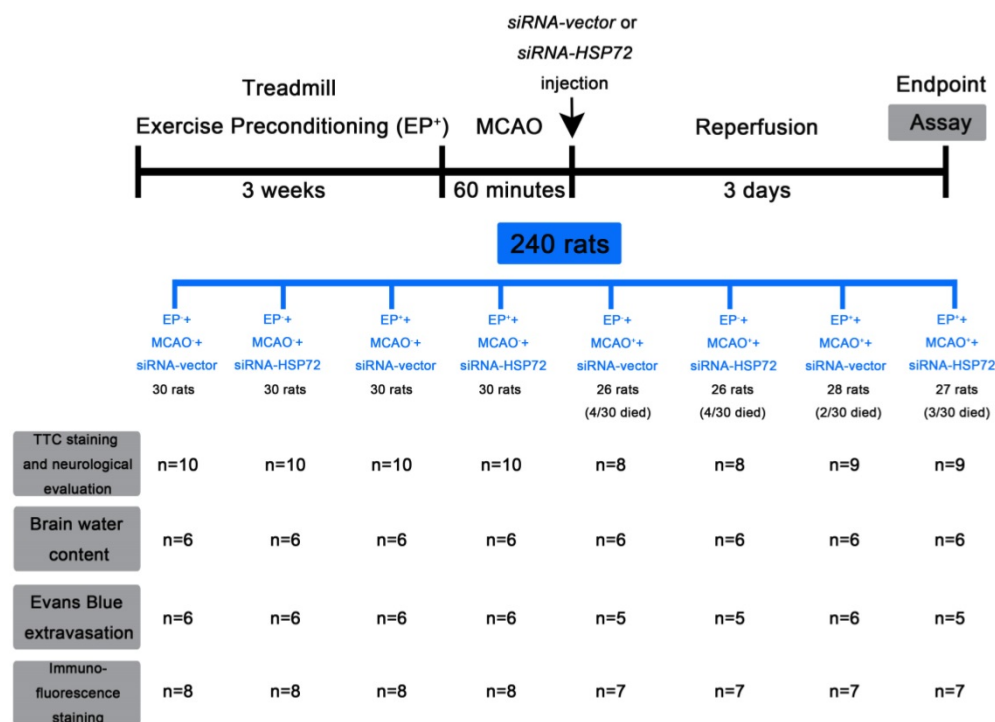 siRNA-vector or
siRNA-HSP72
injection
Treadmill
Exercise Preconditioning (EP⁺)
MCAO
Reperfusion
Endpoint
Assay
3 weeks
60 minutes
3 days
240 rats
EP⁻+
MCAO⁻+
siRNA-vector
30 rats
EP⁻+
MCAO⁻+
siRNA-HSP72
30 rats
EP⁺+
MCAO⁻+
siRNA-vector
30 rats
EP⁺+
MCAO⁻+
siRNA-HSP72
30 rats
EP⁻+
MCAO⁺+
siRNA-vector
26 rats
(4/30 died)
EP⁻+
MCAO⁺+
siRNA-HSP72
26 rats
(4/30 died)
EP⁺+
MCAO⁺+
siRNA-vector
28 rats
(2/30 died)
EP⁺+
MCAO⁺+
siRNA-HSP72
27 rats
(3/30 died)
TTC staining
and neurological
evaluation
n=10 n=10 n=10 n=10 n=8 n=8 n=9 n=9
Brain water
content
n=6 n=6 n=6 n=6 n=6 n=6 n=6 n=6
Evans Blue
extravasation
n=6 n=6 n=6 n=6 n=5 n=5 n=6 n=5
Immuno-
fluorescence
staining
n=8 n=8 n=8 n=8 n=7 n=7 n=7 n=7